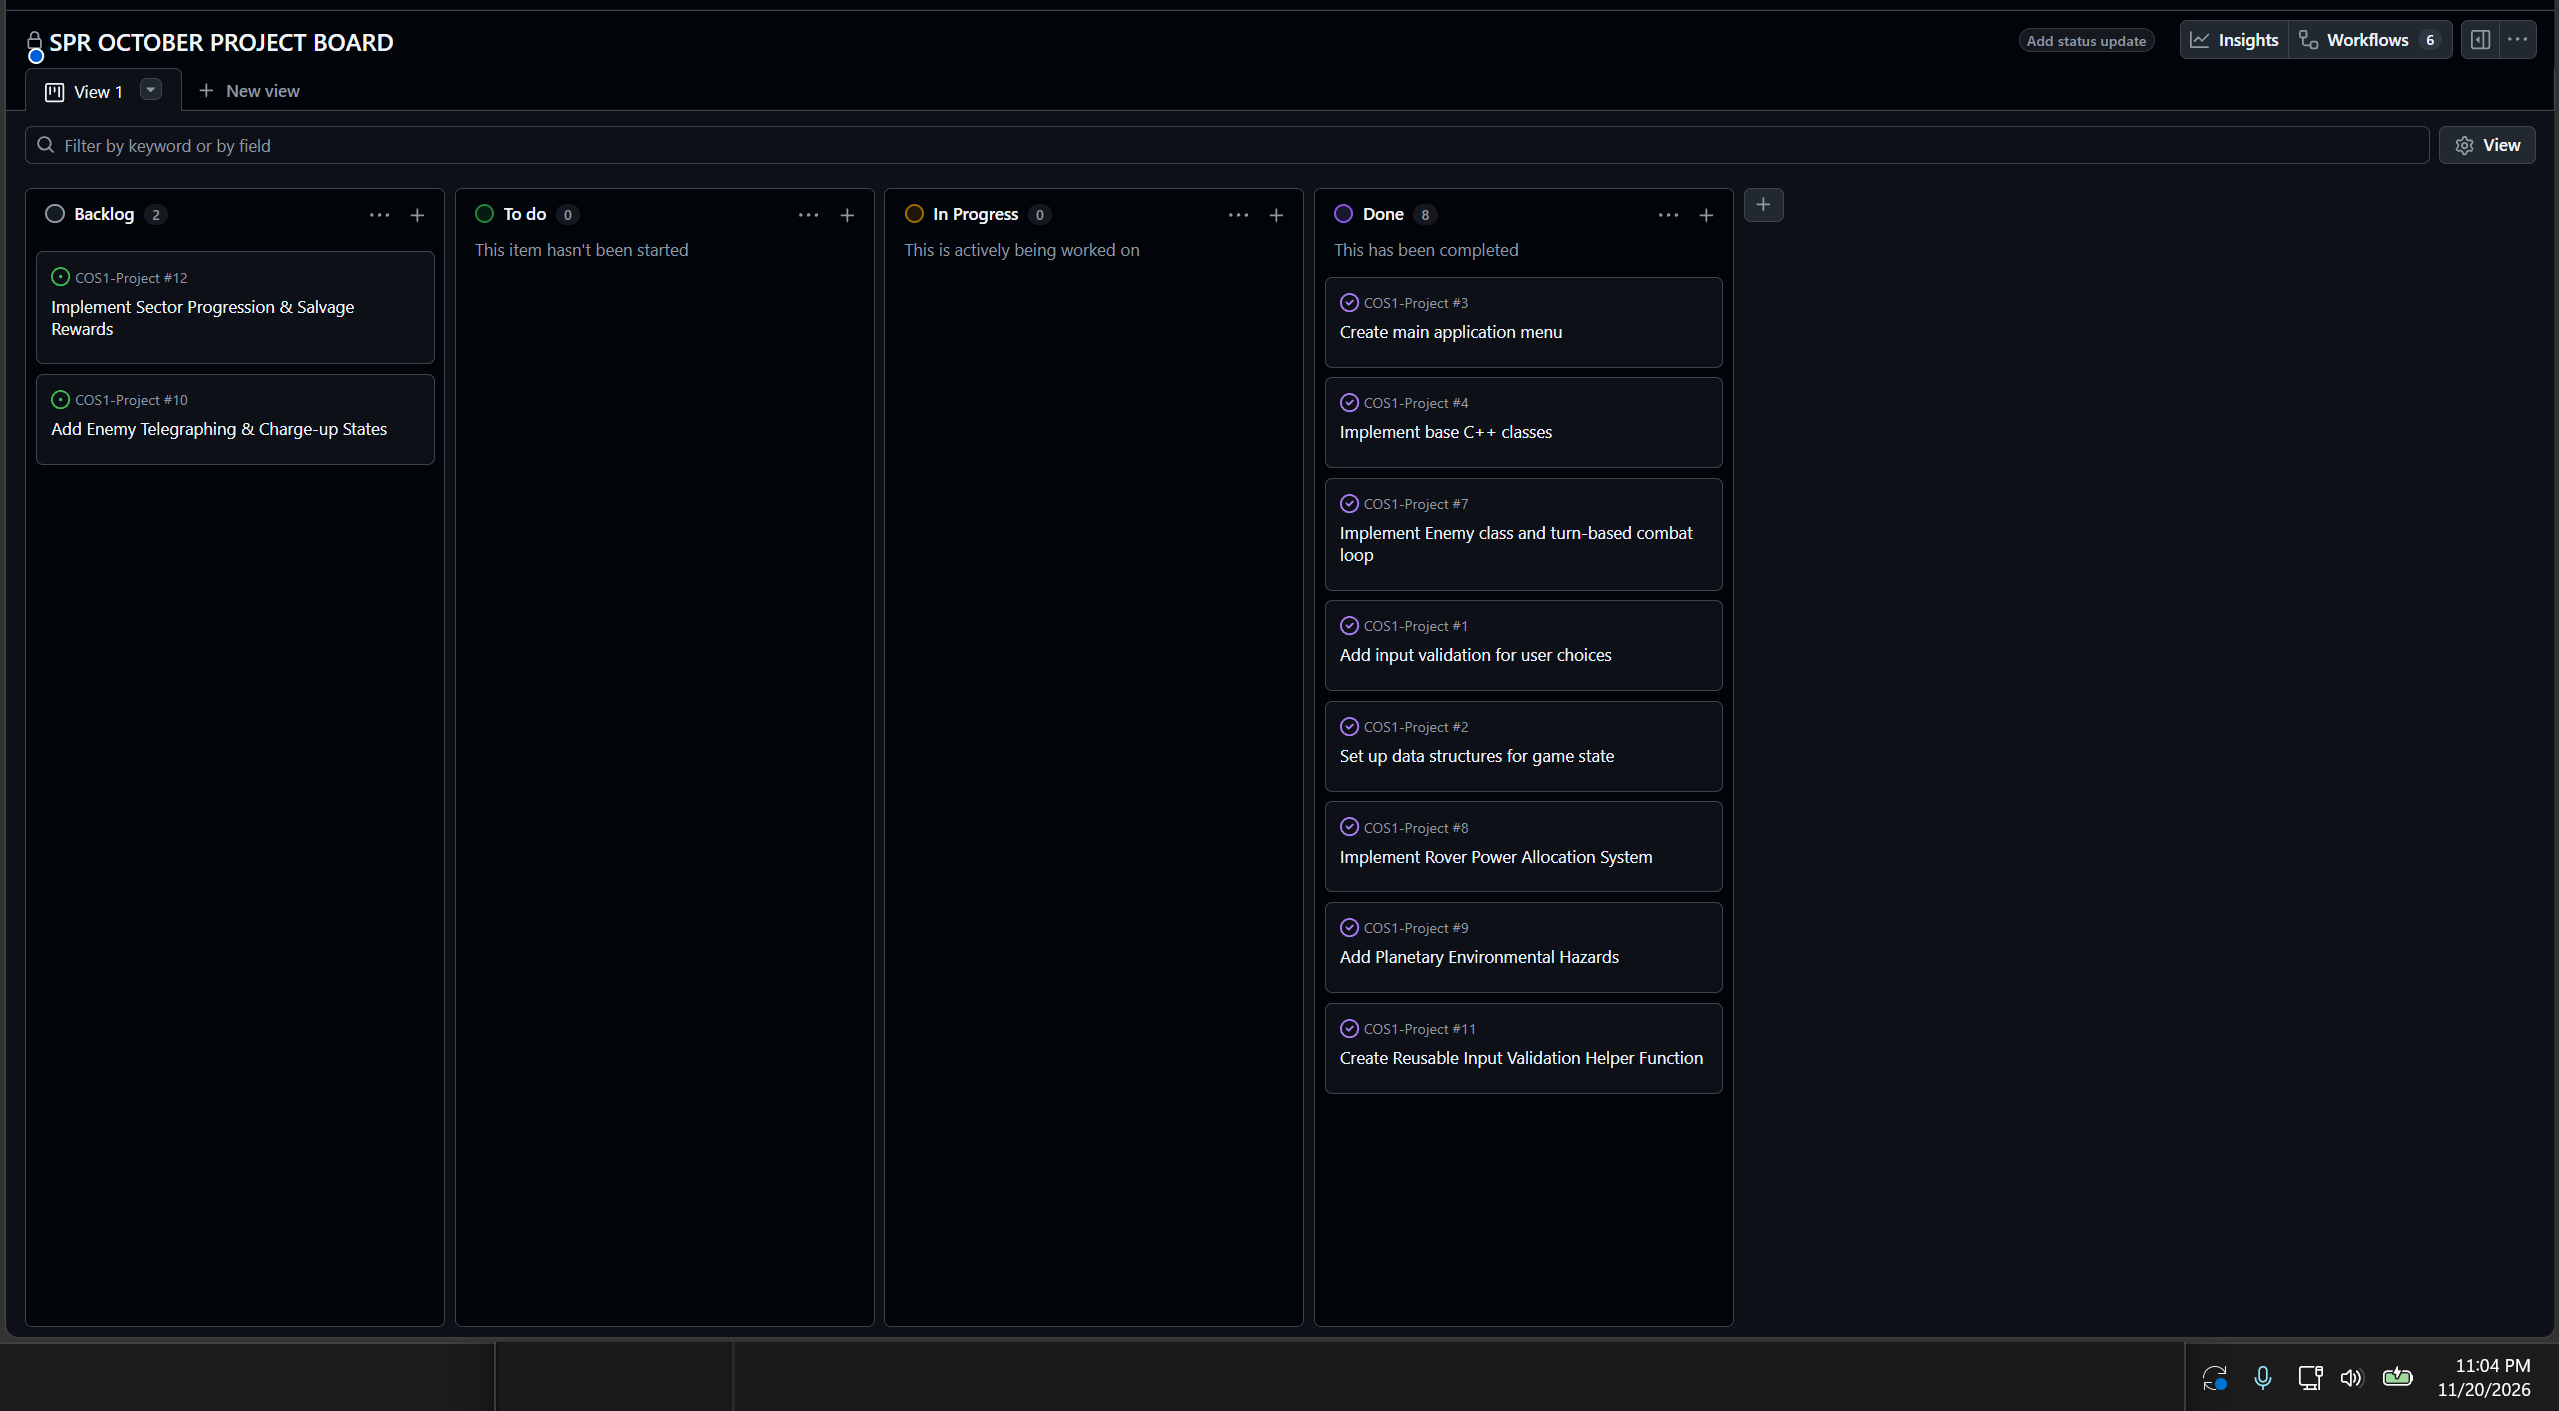 SPR OCTOBER PROJECT BOARD
Add status update
Insights
Workflows 6
View 1
New view
Filter by keyword or by field
View
Backlog 2
COS1-Project #12
Implement Sector Progression & Salvage
Rewards
COS1-Project #10
Add Enemy Telegraphing & Charge-up States
To do 0
This item hasn't been started
In Progress 0
This is actively being worked on
Done 8
This has been completed
COS1-Project #3
Create main application menu
COS1-Project #4
Implement base C++ classes
COS1-Project #7
Implement Enemy class and turn-based combat
loop
COS1-Project #1
Add input validation for user choices
COS1-Project #2
Set up data structures for game state
COS1-Project #8
Implement Rover Power Allocation System
COS1-Project #9
Add Planetary Environmental Hazards
COS1-Project #11
Create Reusable Input Validation Helper Function
11:04 PM
11/20/2026